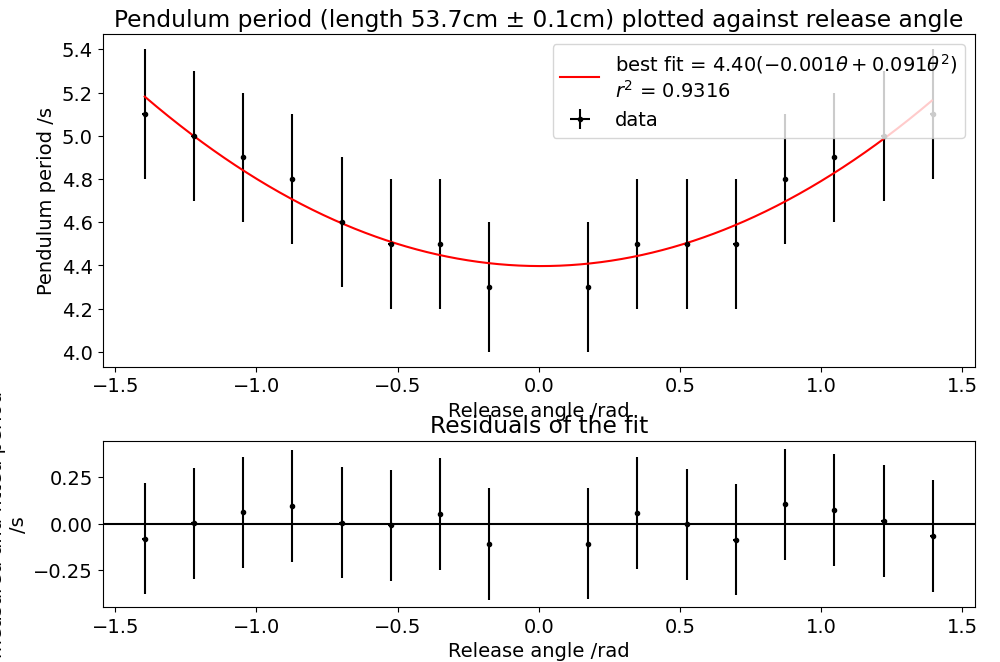 Pendulum period (length 53.7cm ± 0.1cm) plotted against release angle
5.4
5.2
5.0
4.8
4.6
4.4
4.2
4.0
Pendulum period /s
best fit = 4.40(−0.001θ + 0.091θ²)
r² = 0.9316
data
−1.5
−1.0
−0.5
0.0
0.5
1.0
1.5
Release angle /rad
Residuals of the fit
0.25
0.00
−0.25
/s
−1.5
−1.0
−0.5
0.0
0.5
1.0
1.5
Release angle /rad